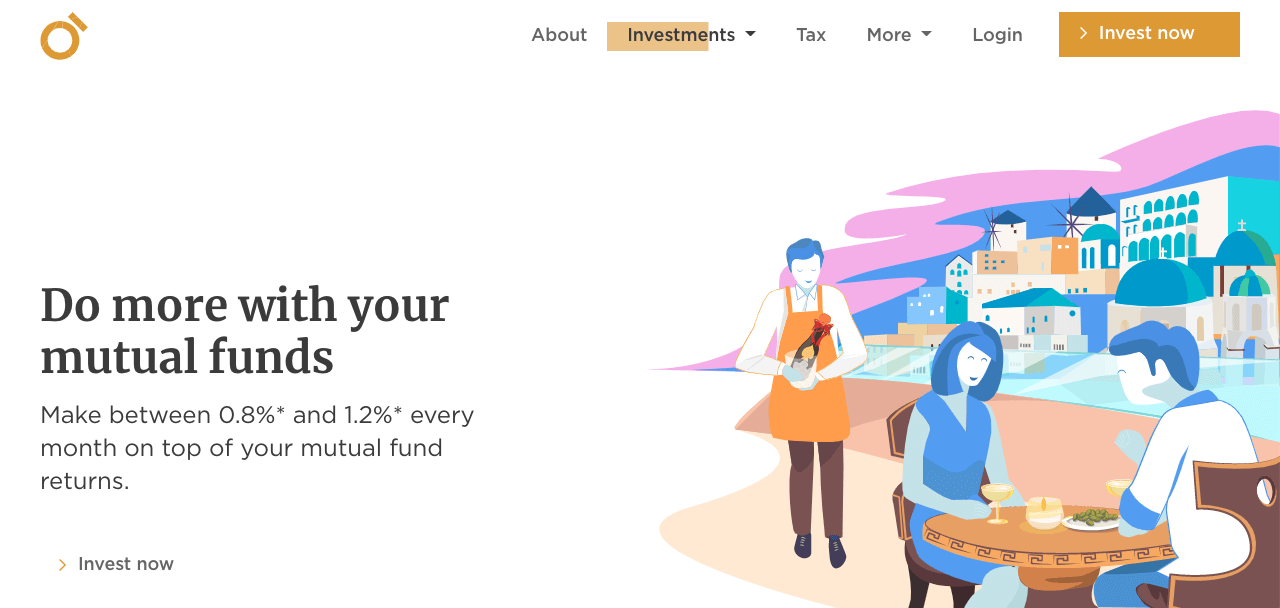 About Investments Tax More Login Invest now
Do more with your
mutual funds
Make between 0.8%* and 1.2%* every
month on top of your mutual fund
returns.
Invest now